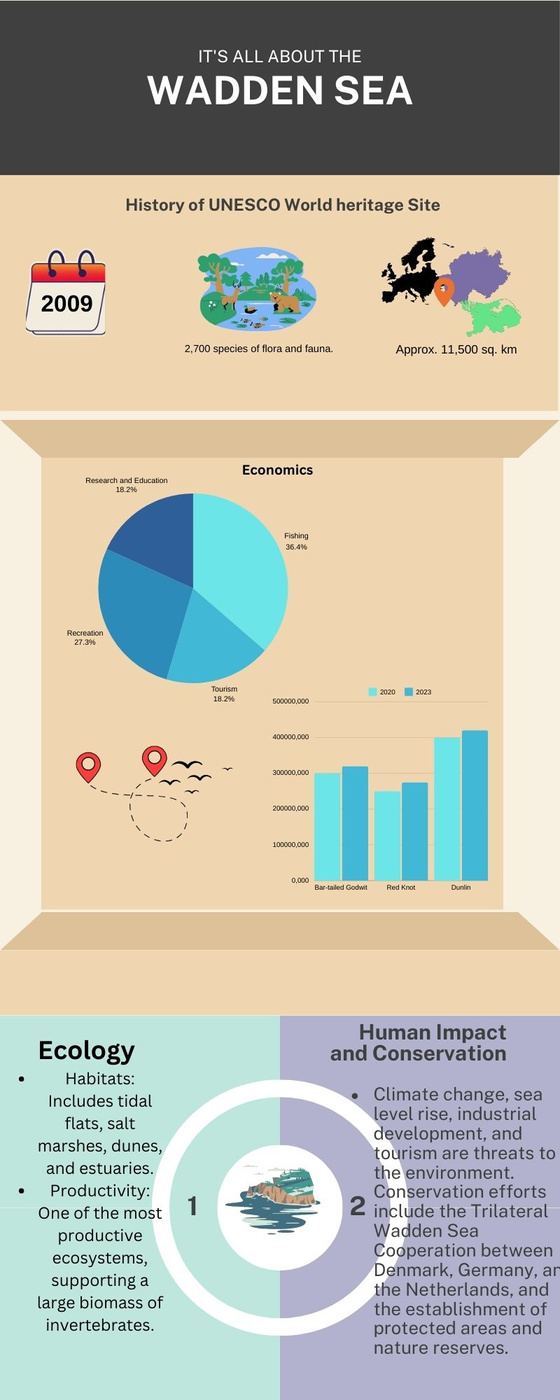 IT'S ALL ABOUT THE
WADDEN SEA
History of UNESCO World heritage Site
2009
2,700 species of flora and fauna.
Approx. 11,500 sq. km
Economics
Research and Education
18.2%
Fishing
36.4%
Recreation
27.3%
Tourism
18.2%
2020
2023
500000,000
400000,000
300000,000
200000,000
100000,000
0,000
Bar-tailed Godwit
Red Knot
Dunlin
Ecology
• Habitats:
Includes tidal
flats, salt
marshes, dunes,
and estuaries.
• Productivity:
One of the most
productive
ecosystems,
supporting a
large biomass of
invertebrates.
1
2
Human Impact
and Conservation
• Climate change, sea
level rise, industrial
development, and
tourism are threats to
the environment.
Conservation efforts
include the Trilateral
Wadden Sea
Cooperation between
Denmark, Germany, an
the Netherlands, and
the establishment of
protected areas and
nature reserves.